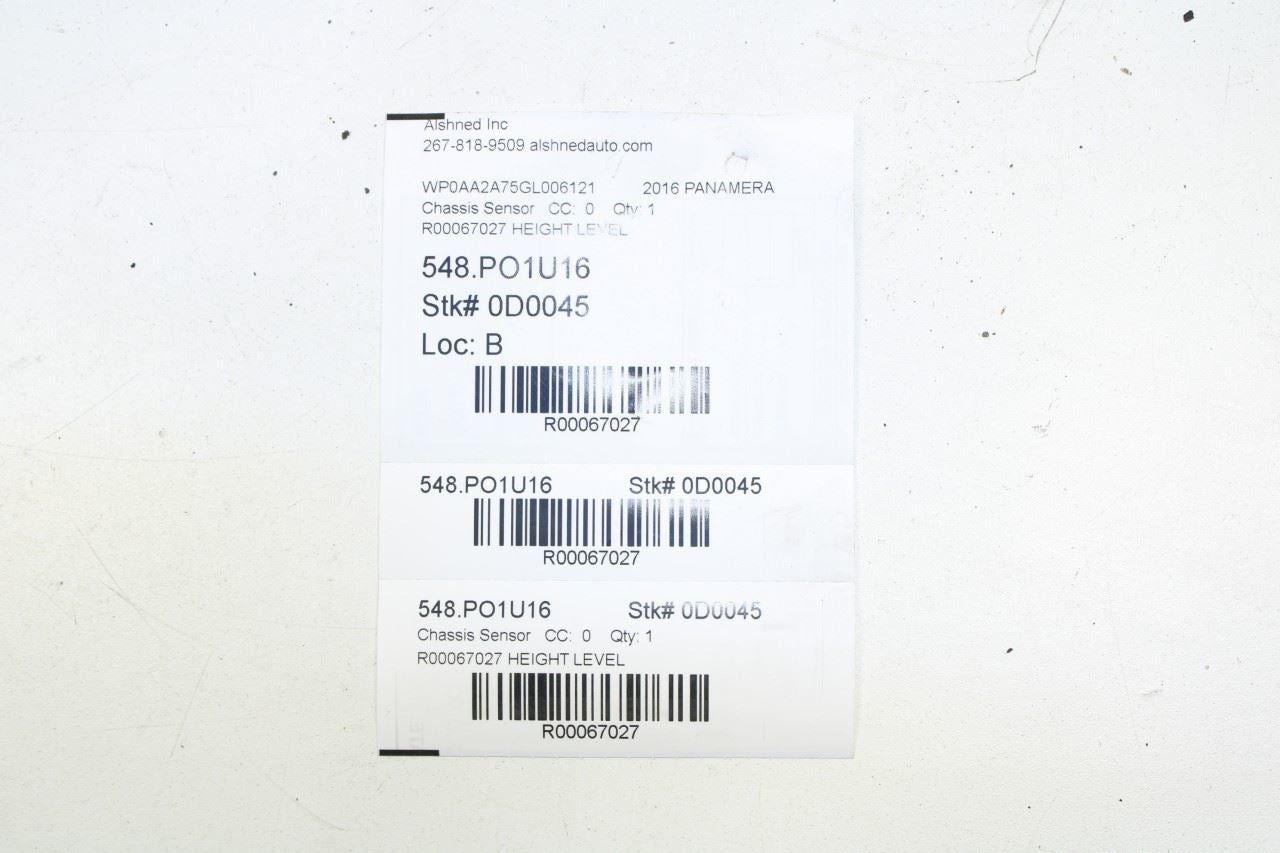 Alshned Inc
267-818-9509 alshnedauto.com
WP0AA2A75GL006121 2016 PANAMERA
Chassis Sensor CC: 0 Qty: 1
R00067027 HEIGHT LEVEL
548.PO1U16
Stk# 0D0045
Loc: B
R00067027
548.PO1U16 Stk# 0D0045
R00067027
548.PO1U16 Stk# 0D0045
Chassis Sensor CC: 0 Qty: 1
R00067027 HEIGHT LEVEL
R00067027